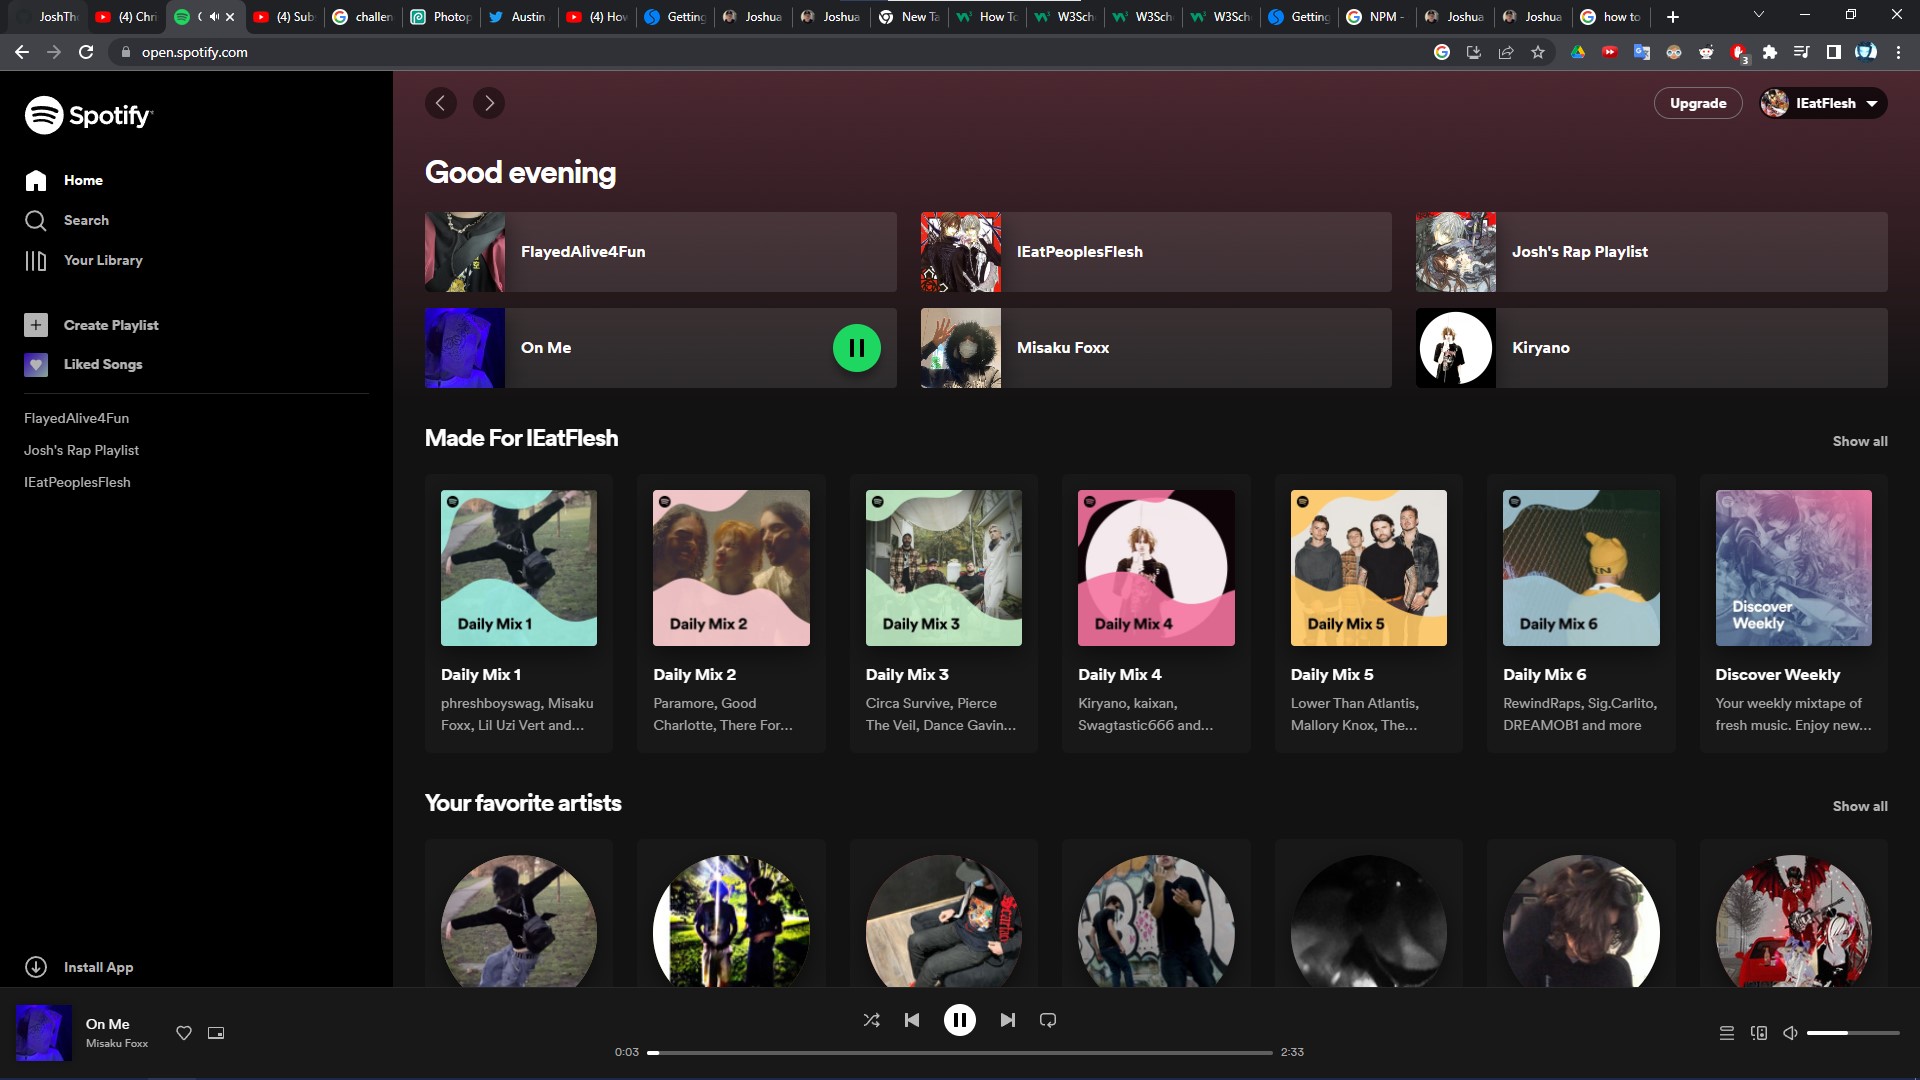 JoshTh
(4) Chri
(4) Sub
challen
Photop
Austin
(4) How
Getting
Joshua
Joshua
New Ta
How To
W3Sch
W3Sch
W3Sch
Getting
NPM -
Joshua
Joshua
how to
open.spotify.com
3
Spotify
Upgrade
IEatFlesh
Home
Search
Your Library
Create Playlist
Liked Songs
FlayedAlive4Fun
Josh's Rap Playlist
IEatPeoplesFlesh
Install App
Good evening
FlayedAlive4Fun
IEatPeoplesFlesh
Josh's Rap Playlist
On Me
Misaku Foxx
Kiryano
Made For IEatFlesh
Show all
Daily Mix 1
Daily Mix 2
Daily Mix 3
Daily Mix 4
Daily Mix 5
Daily Mix 6
Discover
Weekly
Daily Mix 1
phreshboyswag, Misaku
Foxx, Lil Uzi Vert and...
Daily Mix 2
Paramore, Good
Charlotte, There For...
Daily Mix 3
Circa Survive, Pierce
The Veil, Dance Gavin...
Daily Mix 4
Kiryano, kaixan,
Swagtastic666 and...
Daily Mix 5
Lower Than Atlantis,
Mallory Knox, The...
Daily Mix 6
RewindRaps, Sig.Carlito,
DREAMOB1 and more
Discover Weekly
Your weekly mixtape of
fresh music. Enjoy new...
Your favorite artists
Show all
On Me
Misaku Foxx
0:03
2:33